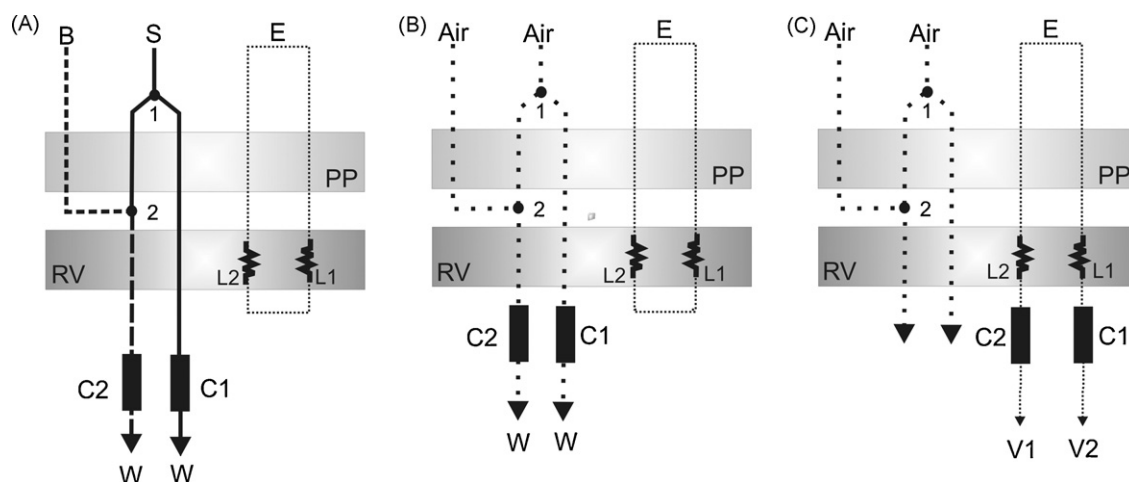 (A) B S E
1
PP
2
RV L2 L1
C2 C1
W W
(B) Air Air E
1
PP
2
RV L2 L1
C2 C1
W W
(C) Air Air E
1
PP
2
RV L2 L1
C2 C1
V1 V2